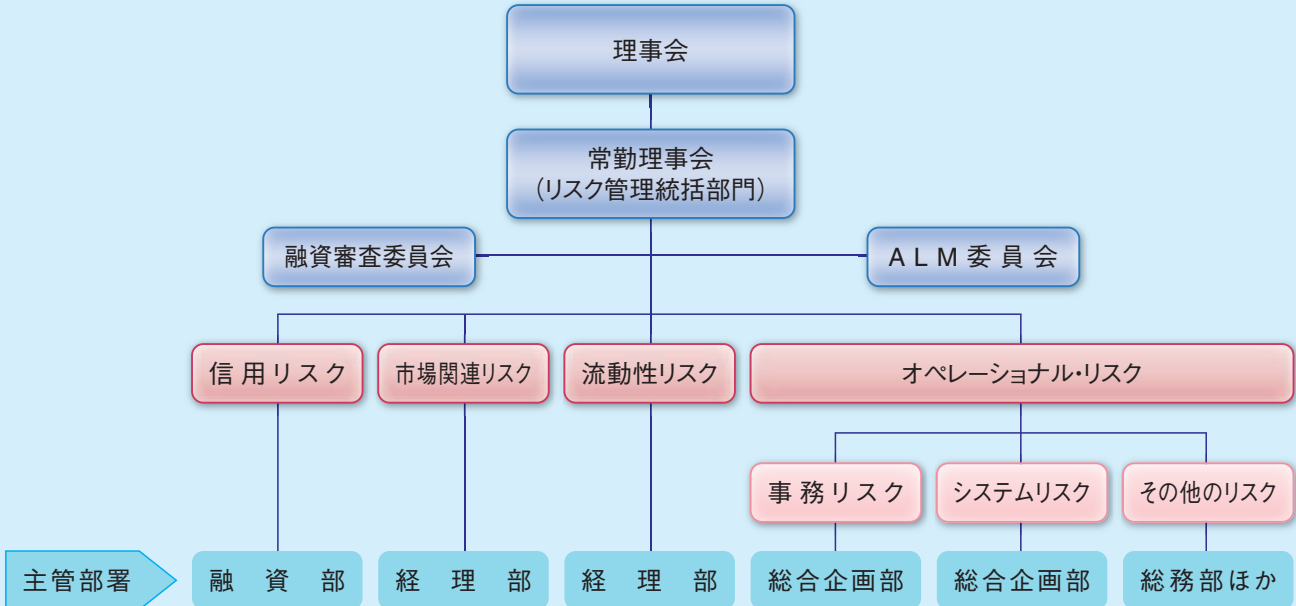 理事会
常勤理事会
（リスク管理統括部門）
融資審査委員会
ALM委員会
信用リスク
市場関連リスク
流動性リスク
オペレーショナル・リスク
事務リスク
システムリスク
その他のリスク
主管部署
融資部
経理部
経理部
総合企画部
総合企画部
総務部ほか